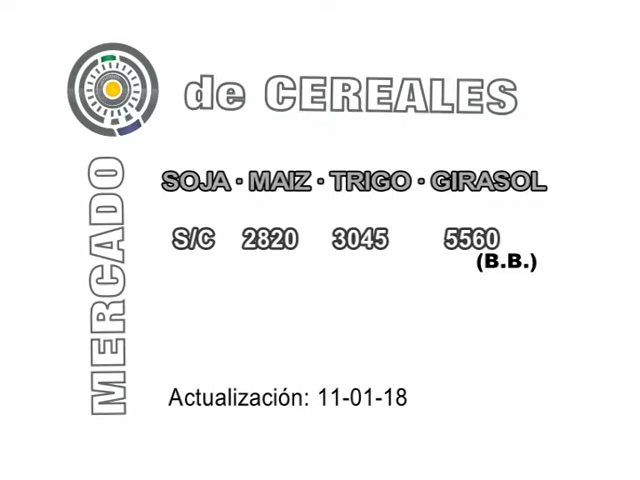 de CEREALES
MERCADO
SOJA · MAIZ · TRIGO · GIRASOL
S/C 2820 3045 5560
(B.B.)
Actualización: 11-01-18